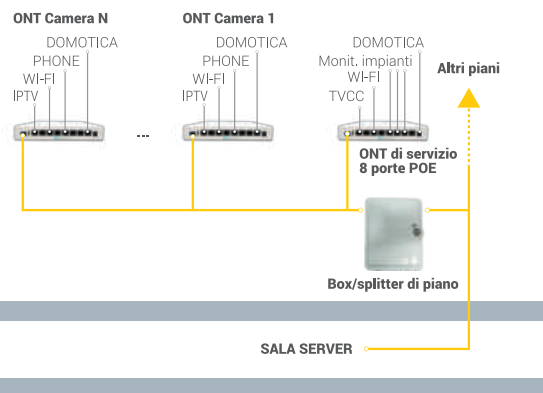 ONT Camera N
DOMOTICA
PHONE
WI-FI
IPTV
...
ONT Camera 1
DOMOTICA
PHONE
WI-FI
IPTV
DOMOTICA
Monit. impianti
WI-FI
TVCC
Altri piani
ONT di servizio
8 porte POE
Box/splitter di piano
SALA SERVER